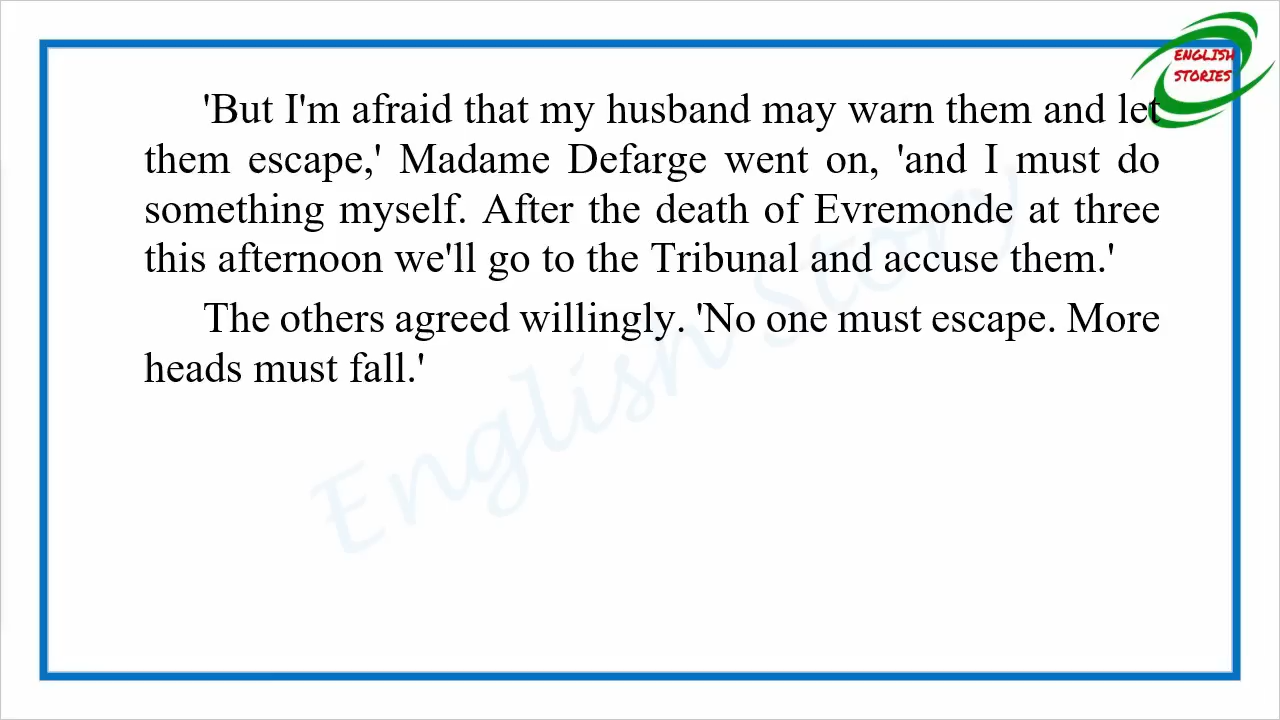 ENGLISH
STORIES
'But I'm afraid that my husband may warn them and let
them escape,' Madame Defarge went on, 'and I must do
something myself. After the death of Evremonde at three
this afternoon we'll go to the Tribunal and accuse them.'
The others agreed willingly. 'No one must escape. More
heads must fall.'
English Story